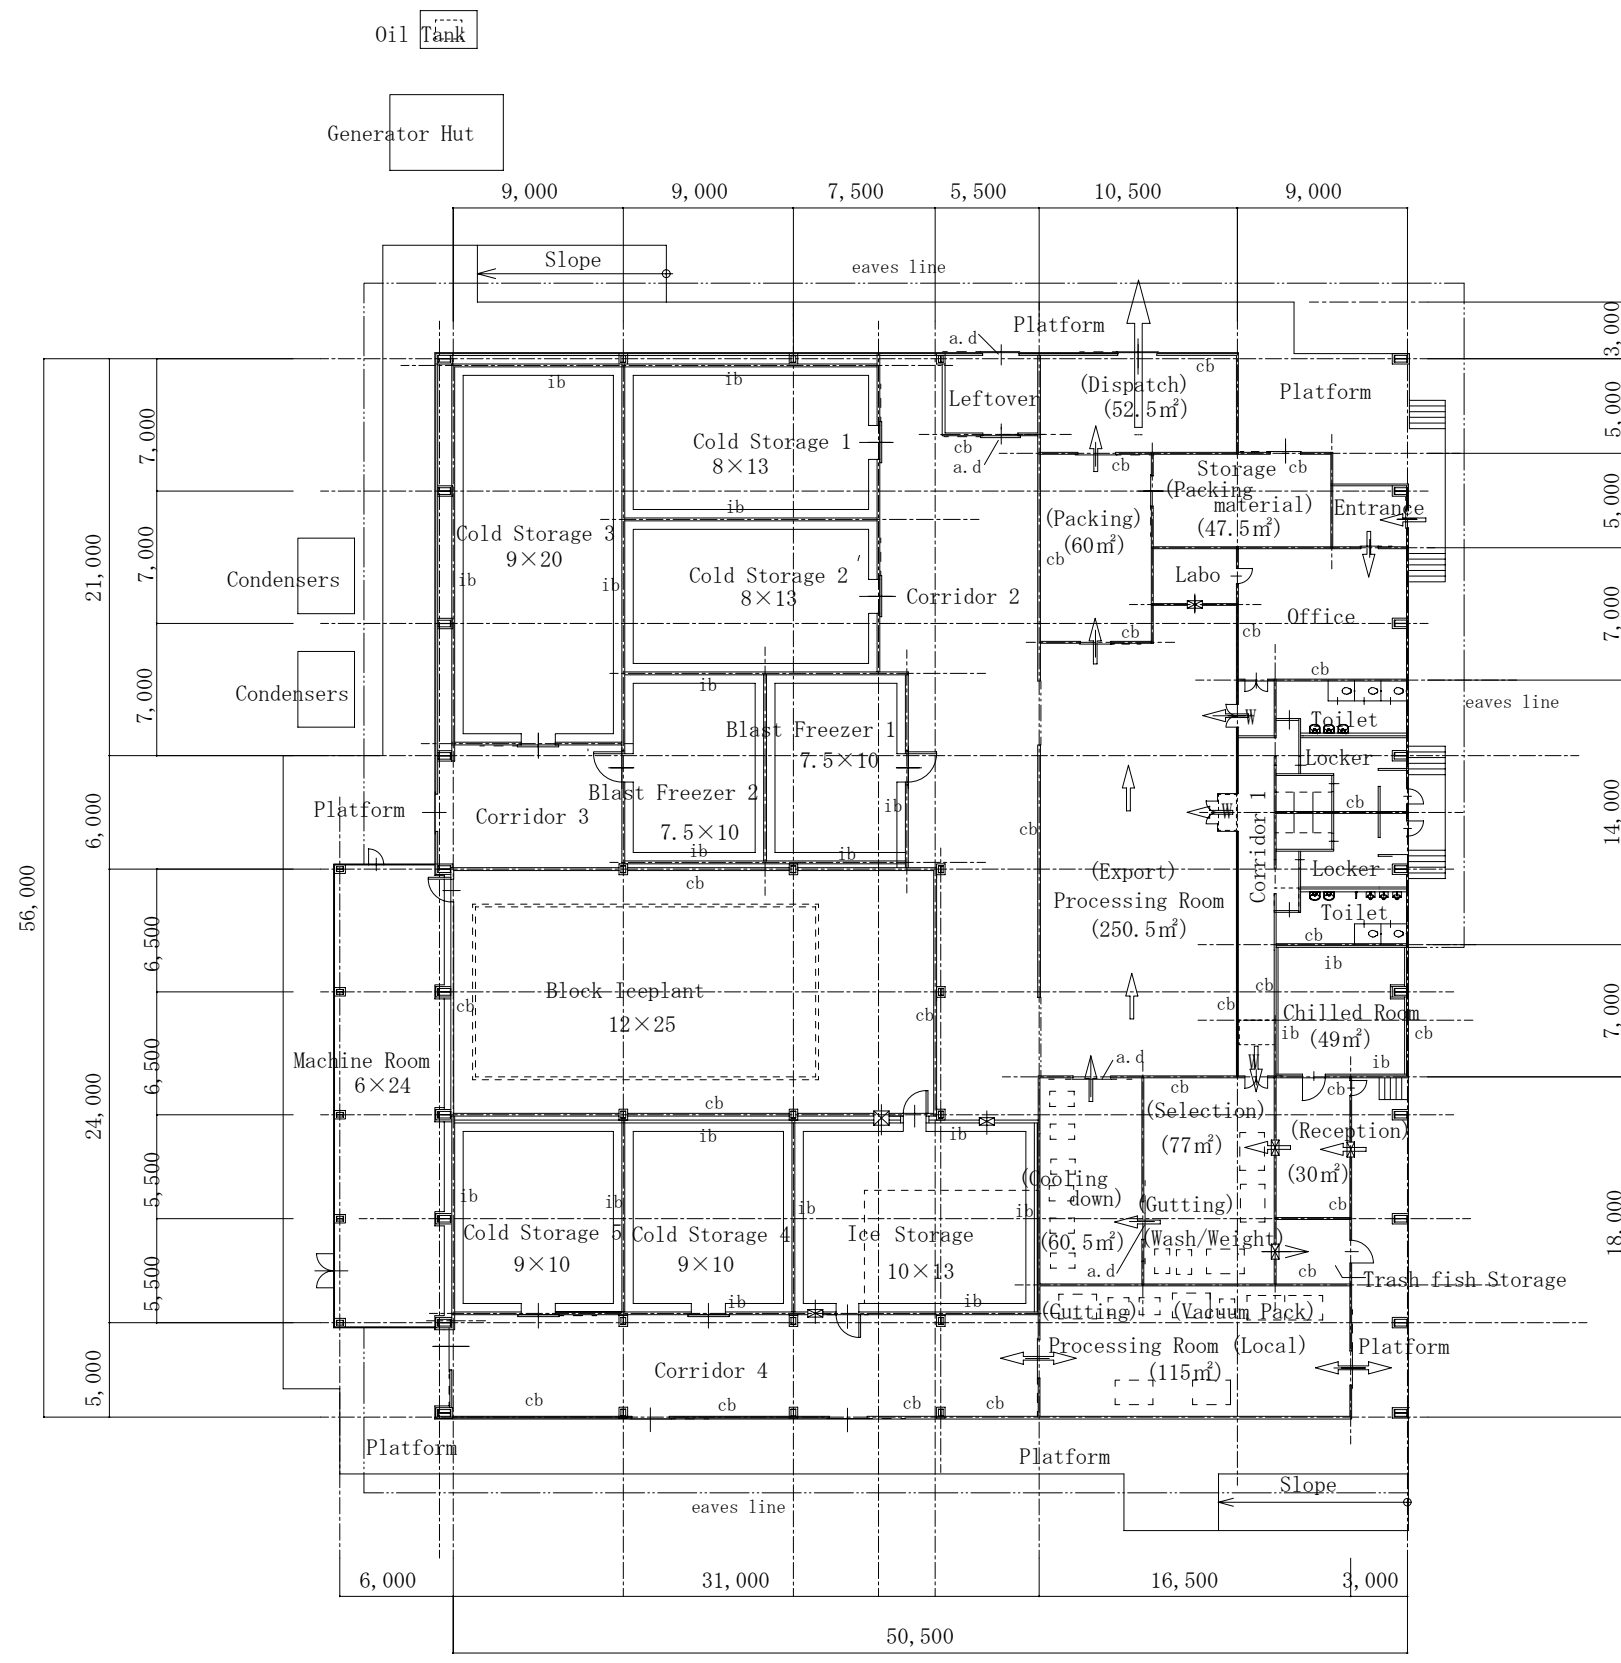 Oil Tank
Generator Hut
9,000
9,000
7,500
5,500
10,500
9,000
Slope
eaves line
Platform
a.d
3,000
ib
ib
cb
(Dispatch)
(52.5㎡)
Platform
Leftover
5,000
7,000
Cold Storage 1
8×13
cb
a.d
cb
Storage
cb
(Packing
material)
(47.5㎡)
Entrance
5,000
ib
(Packing)
(60㎡)
Cold Storage 3
9×20
21,000
7,000
cb
Condensers
ib
ib
Cold Storage 2
8×13
Corridor 2
Labo
Office
7,000
cb
cb
cb
Condensers
7,000
ib
eaves line
W
Toilet
Blast Freezer 1
7.5×10
Locker
Blast Freezer 2
7.5×10
ib
cb
Platform
Corridor 3
6,000
W
cb
Corridor 1
14,000
ib
ib
56,000
cb
(Export)
Processing Room
(250.5㎡)
Locker
Toilet
cb
6,500
ib
Block Iceplant
12×25
cb
cb
cb
cb
Chilled Room
(49㎡)
ib
cb
7,000
Machine Room
6×24
6,500
24,000
a.d
W
ib
cb
cb
cb
(Selection)
(77㎡)
(Reception)
(30㎡)
ib
ib
5,500
(Cooling
down)
(60.5㎡)
ib
ib
ib
ib
cb
(Gutting)
(Wash/Weight)
18,000
Cold Storage 5
9×10
Cold Storage 4
9×10
Ice Storage
10×13
a.d
cb
Trash fish Storage
5,500
ib
ib
(Gutting)
(Vacuum Pack)
Processing Room (Local)
(115㎡)
Platform
5,000
Corridor 4
cb
cb
cb
cb
Platform
Platform
Slope
eaves line
6,000
31,000
16,500
3,000
50,500